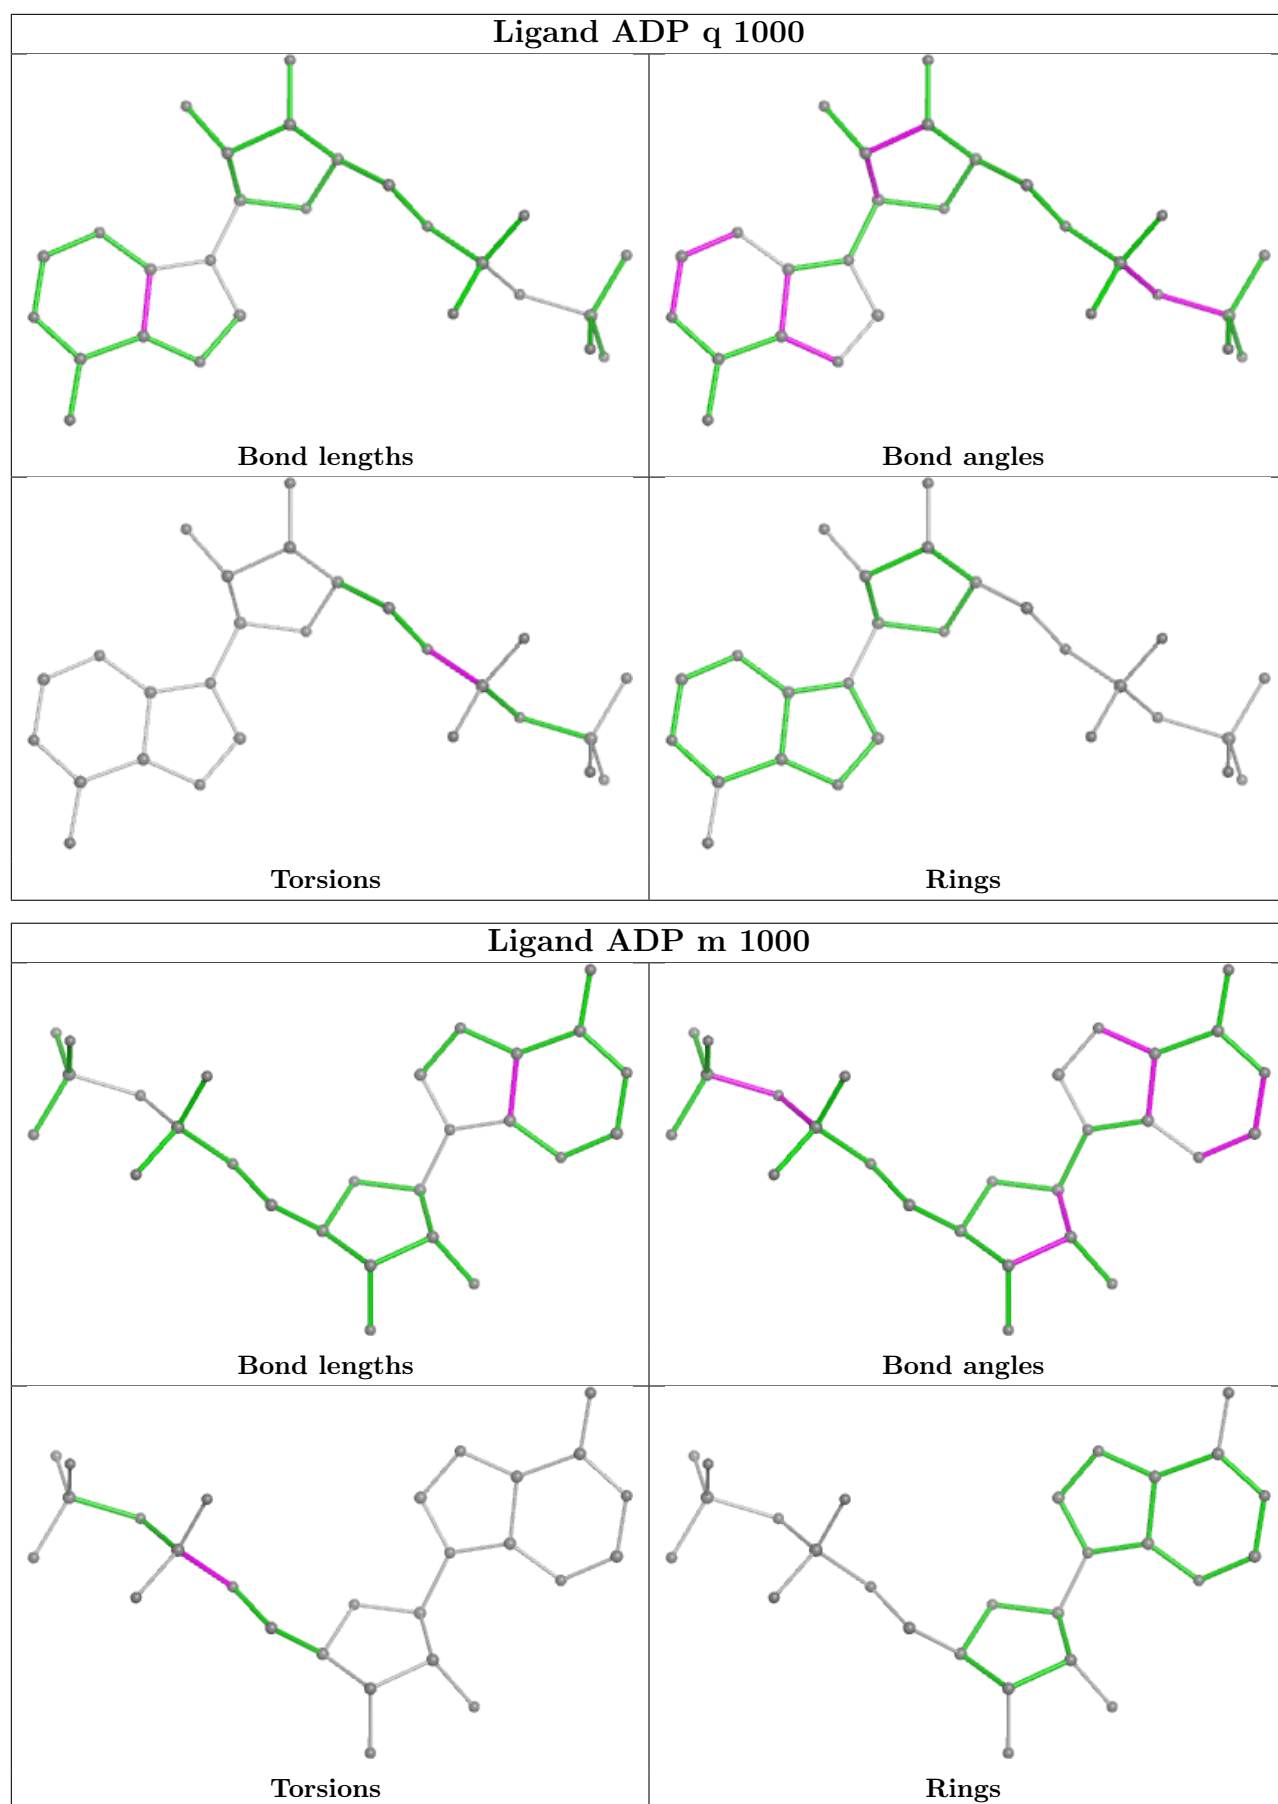 Ligand ADP q 1000
Bond lengths
Bond angles
Torsions
Rings
Ligand ADP m 1000
Bond lengths
Bond angles
Torsions
Rings